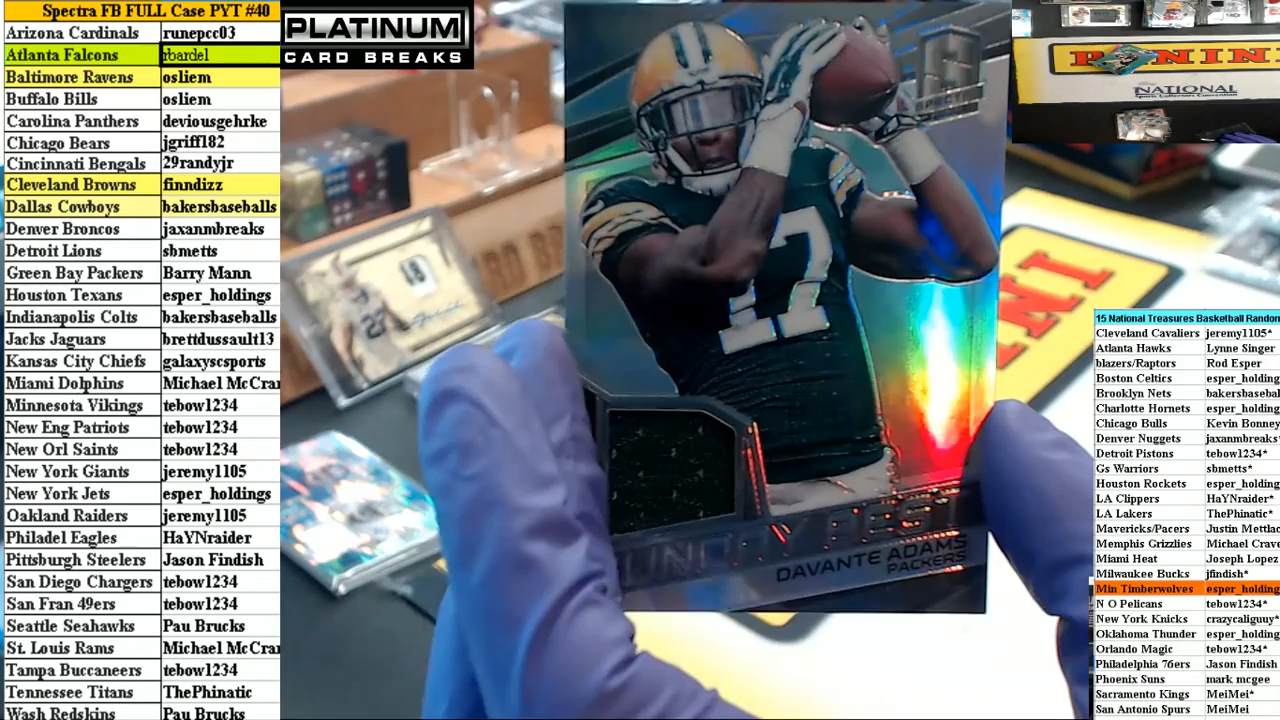 Spectra FB FULL Case PYT #40
Arizona Cardinals runepcc03
Atlanta Falcons rbardel
Baltimore Ravens osliem
Buffalo Bills osliem
Carolina Panthers deviousgehrke
Chicago Bears jgriff182
Cincinnati Bengals 29randyjr
Cleveland Browns finndizz
Dallas Cowboys bakersbaseballs
Denver Broncos jaxanmbreaks
Detroit Lions sbmetts
Green Bay Packers Barry Mann
Houston Texans esper_holdings
Indianapolis Colts bakersbaseballs
Jacks Jaguars brettdussault13
Kansas City Chiefs galaxyscsports
Miami Dolphins Michael McCra
Minnesota Vikings tebow1234
New Eng Patriots tebow1234
New Orl Saints tebow1234
New York Giants jeremy1105
New York Jets esper_holdings
Oakland Raiders jeremy1105
Philadel Eagles HaYNraider
Pittsburgh Steelers Jason Findish
San Diego Chargers tebow1234
San Fran 49ers tebow1234
Seattle Seahawks Pau Brucks
St. Louis Rams Michael McCra
Tampa Buccaneers tebow1234
Tennessee Titans ThePhinatic
Wash Redskins Pau Brucks
PLATINUM
CARD BREAKS
17
DAVANTE ADAMS
PACKERS
PANINI
THE NATIONAL
15 National Treasures Basketball Random
Cleveland Cavaliers jeremy1105*
Atlanta Hawks Lynne Singer
blazers/Raptors Rod Esper
Boston Celtics esper_holding
Brooklyn Nets bakersbasebal
Charlotte Hornets esper_holding
Chicago Bulls Kevin Bonney
Denver Nuggets jaxanmbreaks
Detroit Pistons tebow1234*
Gs Warriors sbmetts*
Houston Rockets esper_holding
LA Clippers HaYNraider*
LA Lakers ThePhinatic*
Mavericks/Pacers Justin Mettlac
Memphis Grizzlies Michael Crave
Miami Heat Joseph Lopez
Milwaukee Bucks jfindish*
Min Timberwolves esper_holding
N O Pelicans tebow1234*
New York Knicks crazycaliguuy*
Oklahoma Thunder esper_holding
Orlando Magic tebow1234*
Philadelphia 76ers Jason Findish
Phoenix Suns mark mcgee
Sacramento Kings MeiMei*
San Antonio Spurs MeiMei